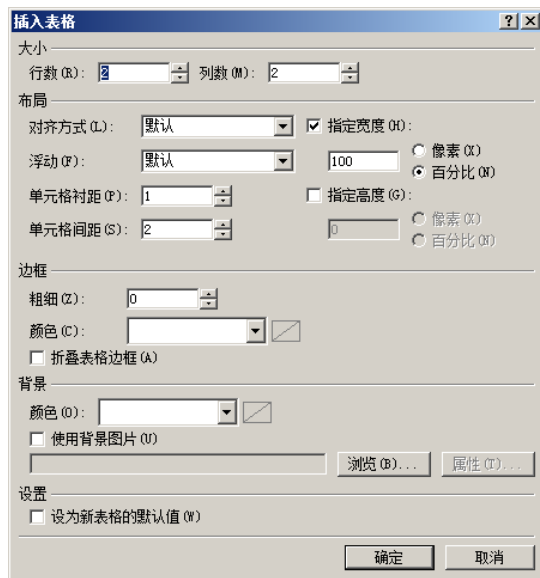 插入表格
大小
行数(R): 2 列数(M): 2
布局
对齐方式(L): 默认 指定宽度(H):
浮动(F): 默认 100 像素(X)
百分比(N)
单元格衬距(P): 1 指定高度(G):
单元格间距(S): 2 0 像素(X)
百分比(N)
边框
粗细(Z): 0
颜色(C):
折叠表格边框(A)
背景
颜色(O):
使用背景图片(U)
浏览(B)... 属性(T)...
设置
设为新表格的默认值(W)
确定 取消